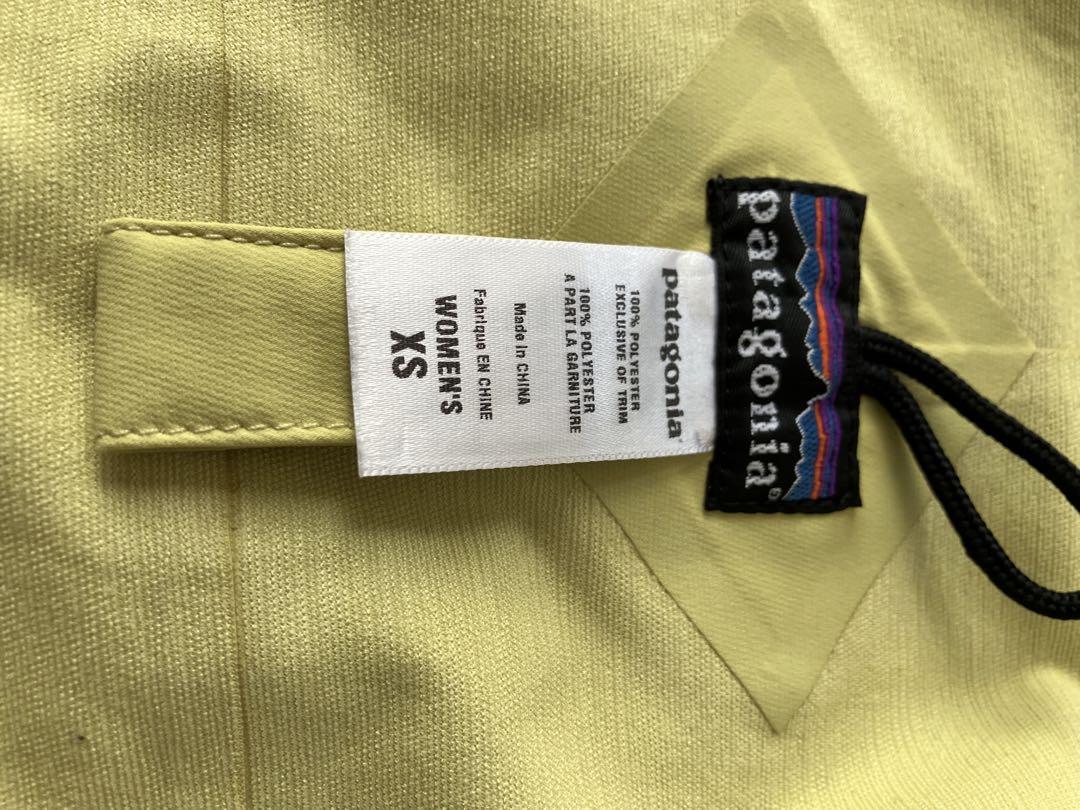 patagonia®
patagonia®
100% POLYESTER
EXCLUSIVE OF TRIM
100% POLYESTER
A PART LA GARNITURE
Made in CHINA
Fabrique EN CHINE
WOMEN'S
XS